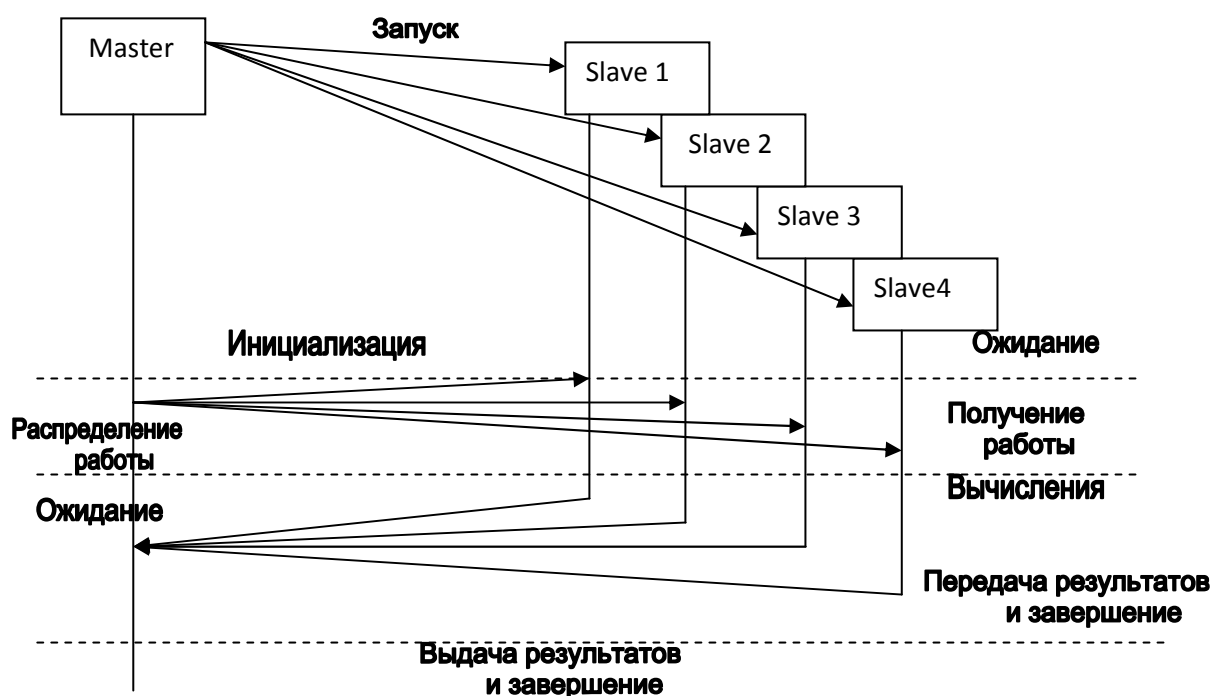 Master
Запуск
Slave 1
Slave 2
Slave 3
Slave4
Инициализация
Ожидание
Распределение
работы
Получение
работы
Вычисления
Ожидание
Передача результатов
и завершение
Выдача результатов
и завершение